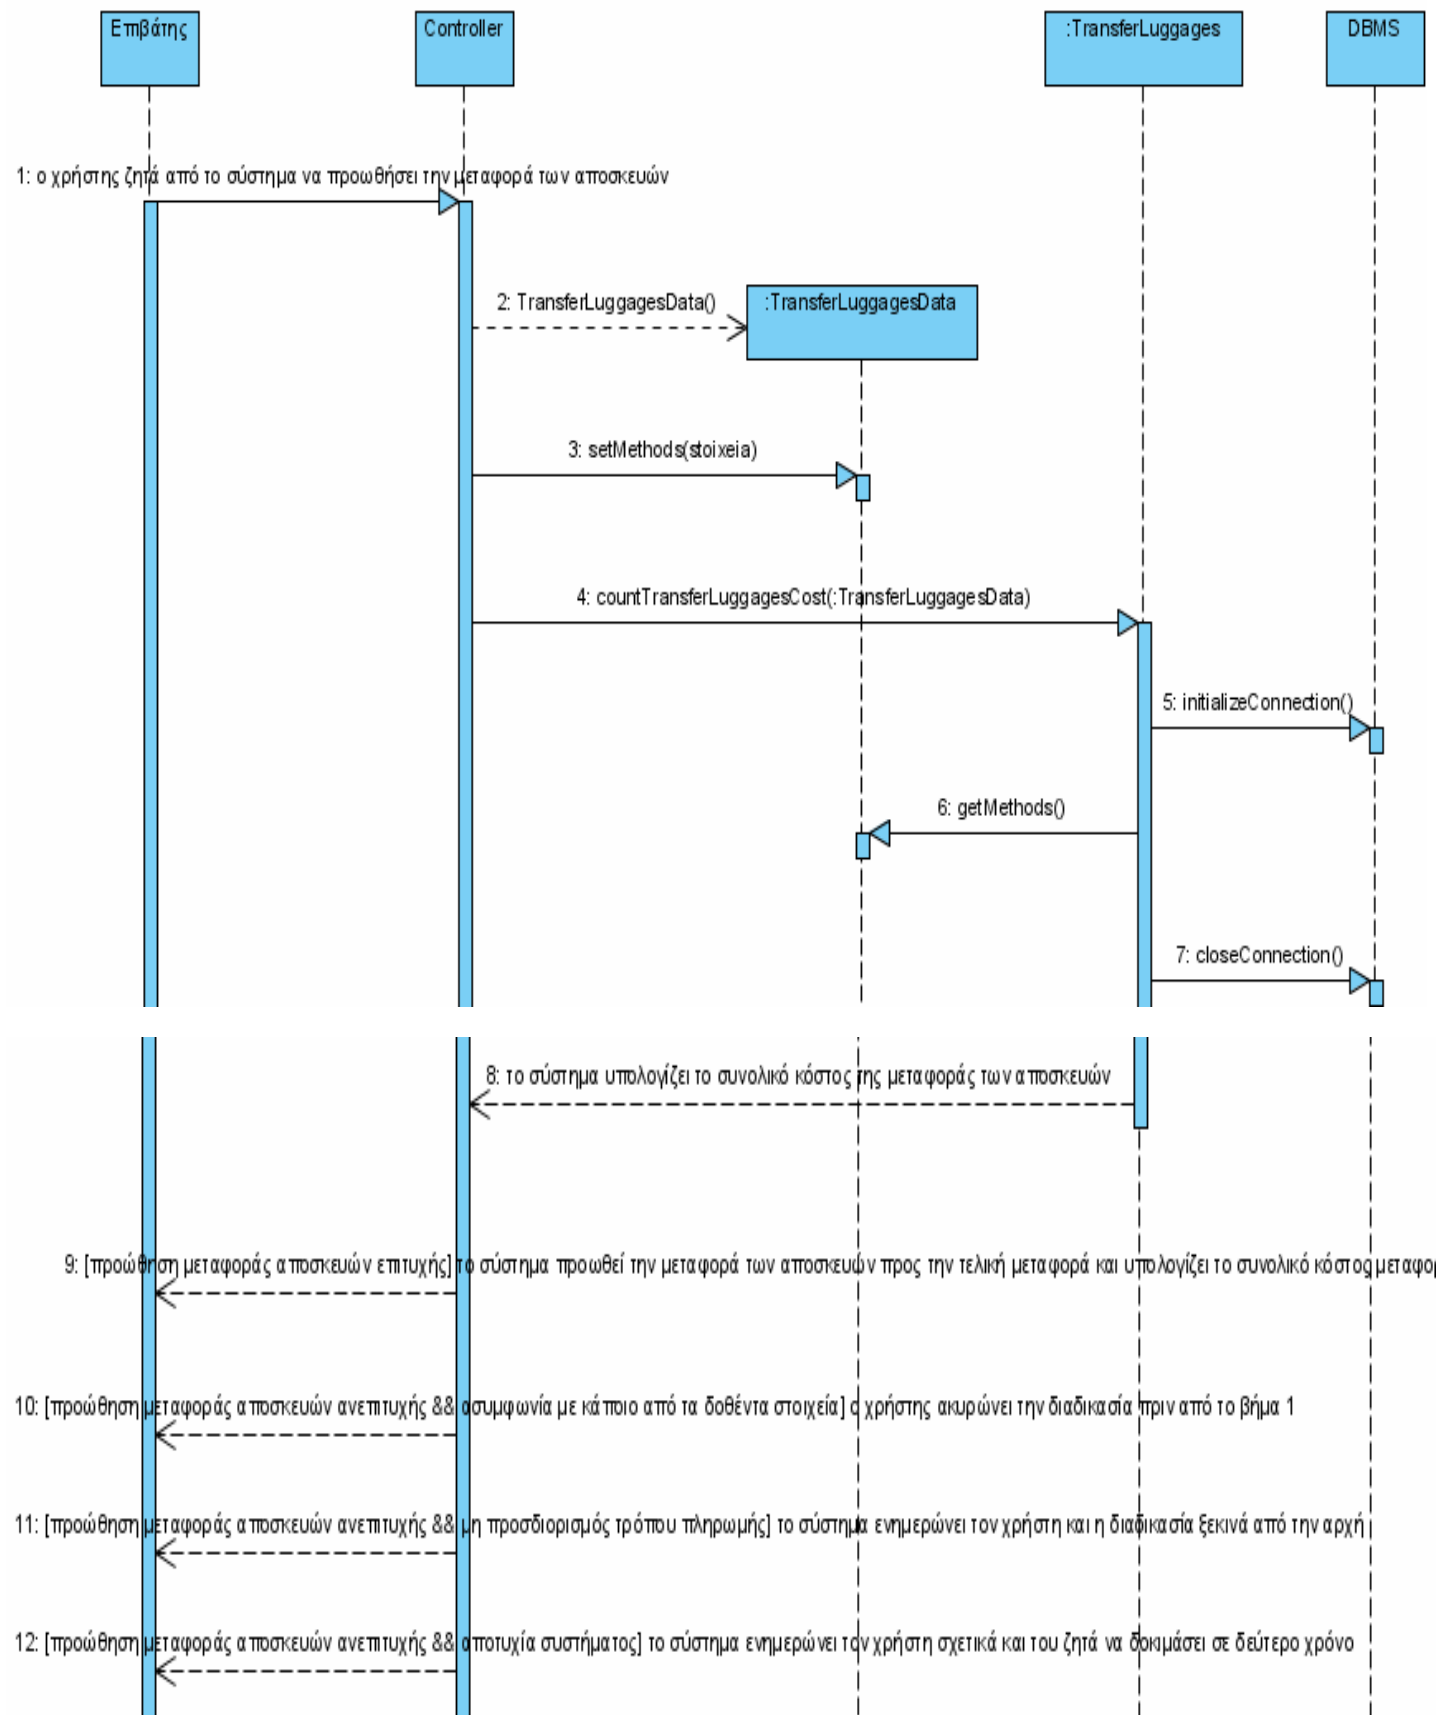 Επιβάτης
Controller
:TransferLuggages
DBMS
1: ο χρήστης ζητά από το σύστημα να προωθήσει την μεταφορά των αποσκευών
2: TransferLuggagesData()
:TransferLuggagesData
3: setMethods(stoixeia)
4: countTransferLuggagesCost(:TransferLuggagesData)
5: initializeConnection()
6: getMethods()
7: closeConnection()
8: το σύστημα υπολογίζει το συνολικό κόστος της μεταφοράς των αποσκευών
9: [προώθηση μεταφοράς αποσκευών επιτυχής] το σύστημα προωθεί την μεταφορά των αποσκευών προς την τελική μεταφορά και υπολογίζει το συνολικό κόστος
10: [προώθηση μεταφοράς αποσκευών ανεπιτυχής && ασυμφωνία με κάποιο από τα δοθέντα στοιχεία] ο χρήστης ακυρώνει την διαδικασία πριν από το βήμα 1
11: [προώθηση μεταφοράς αποσκευών ανεπιτυχής && μη προσδιορισμός τρόπου πληρωμής] το σύστημα ενημερώνει τον χρήστη και η διαδικασία ξεκινά από την αρχή
12: [προώθηση μεταφοράς αποσκευών ανεπιτυχής && αποτυχία συστήματος] το σύστημα ενημερώνει τον χρήστη σχετικά και του ζητά να δοκιμάσει σε δεύτερο χρόνο